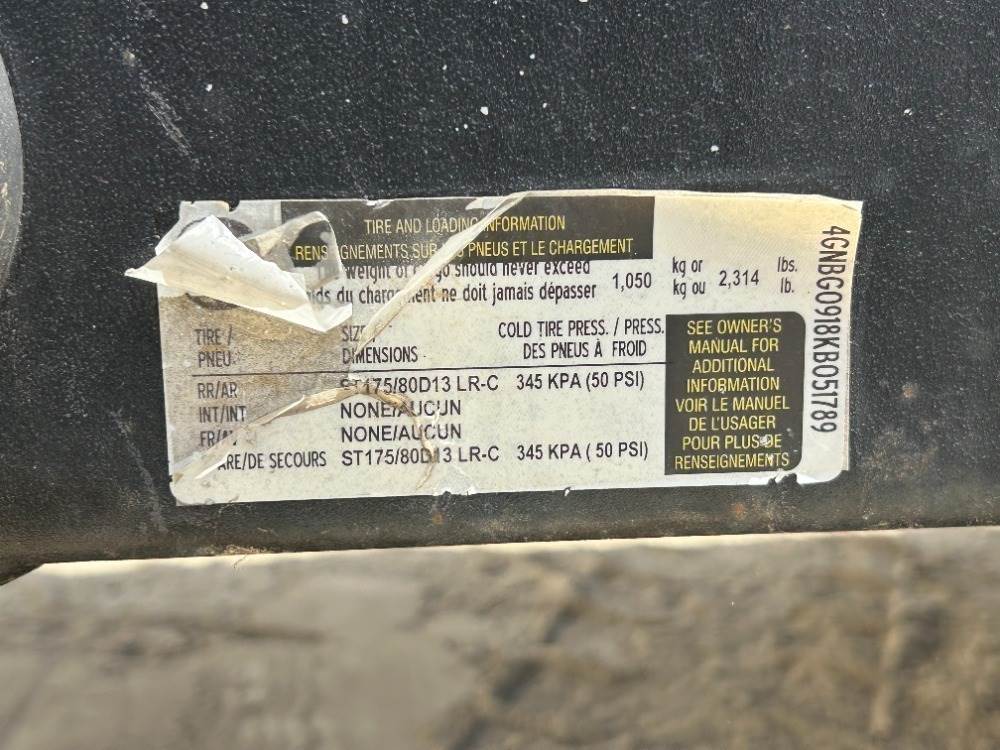 TIRE AND LOADING INFORMATION
RENSEIGNEMENTS SUR PNEUS ET LE CHARGEMENT
weight of cargo should never exceed
du chargement ne doit jamais dépasser
1,050
kg or
kg ou
2,314
lbs.
lb.
TIRE /
PNEU
DIMENSIONS
COLD TIRE PRESS. / PRESS.
DES PNEUS À FROID
RR/AR ST175/80D13 LR-C 345 KPA (50 PSI)
INT/INT NONE/AUCUN
NONE/AUCUN
/DE SECOURS ST175/80D13 LR-C 345 KPA ( 50 PSI)
SEE OWNER'S
MANUAL FOR
ADDITIONAL
INFORMATION
VOIR LE MANUEL
DE L'USAGER
POUR PLUS DE
RENSEIGNEMENTS
4GNBG0918KB051789